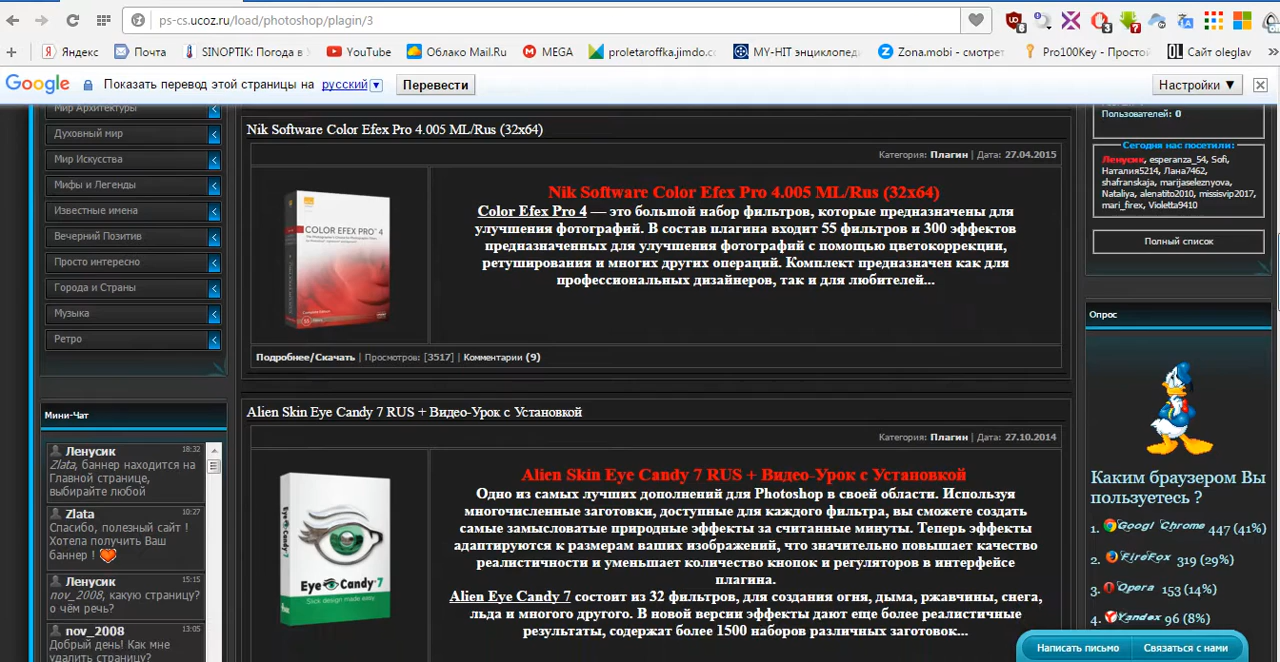 ps-cs.ucoz.ru/load/photoshop/plagin/3
Яндекс
Почта
SINOPTIK: Погода в
YouTube
Облако Mail.Ru
MEGA
proletaroffka.jimdo.c
MY-HIT энциклопед
Zona.mobi - смотрет
Pro100Key - Простой
Сайт oleglav
Google Показать перевод этой страницы на русский Перевести Настройки ▼
Мир Архитектуры
Духовный мир
Мир Искусства
Мифы и Легенды
Известные имена
Вечерний Позитив
Просто интересно
Города и Страны
Музыка
Ретро
Мини-Чат
Ленусик 18:32
Zlata, баннер находится на
Главной странице,
выбирайте любой
Zlata 10:27
Спасибо, полезный сайт !
Хотела получить Ваш
баннер !
Ленусик 15:15
nov_2008, какую страницу?
о чём речь?
nov_2008 13:05
Добрый день! Как мне
удалить страницу?
Nik Software Color Efex Pro 4.005 ML/Rus (32x64)
Категория: Плагин | Дата: 27.04.2015
COLOR EFEX PRO 4
Nik Software Color Efex Pro 4.005 ML/Rus (32x64)
Color Efex Pro 4 — это большой набор фильтров, которые предназначены для
улучшения фотографий. В состав плагина входит 55 фильтров и 300 эффектов
предназначенных для улучшения фотографий с помощью цветокоррекции,
ретуширования и многих других операций. Комплект предназначен как для
профессиональных дизайнеров, так и для любителей...
Подробнее/Скачать | Просмотров: [3517] | Комментарии (9)
Alien Skin Eye Candy 7 RUS + Видео-Урок с Установкой
Категория: Плагин | Дата: 27.10.2014
Eye Candy 7
Slick design made easy
Alien Skin Eye Candy 7 RUS + Видео-Урок с Установкой
Одно из самых лучших дополнений для Photoshop в своей области. Используя
многочисленные заготовки, доступные для каждого фильтра, вы сможете создать
самые замысловатые природные эффекты за считанные минуты. Теперь эффекты
адаптируются к размерам ваших изображений, что значительно повышает качество
реалистичности и уменьшает количество кнопок и регуляторов в интерфейсе
плагина.
Alien Eye Candy 7 состоит из 32 фильтров, для создания огня, дыма, ржавчины, снега,
льда и многого другого. В новой версии эффекты дают еще более реалистичные
результаты, содержат более 1500 наборов различных заготовок...
Пользователей: 0
Сегодня нас посетили:
Ленусик, esperanza_54, Sofi,
Наталия5214, Лана7462,
shafranskaja, marijaseleznyova,
Nataliya, alenatito2010, missisvip2017,
mari_firex, Violetta9410
Полный список
Опрос
Каким браузером Вы
пользуетесь ?
1. Googl Chrome 447 (41%)
2. FireFox 319 (29%)
3. Opera 153 (14%)
4. Yandex 96 (8%)
Написать письмо
Связаться с нами